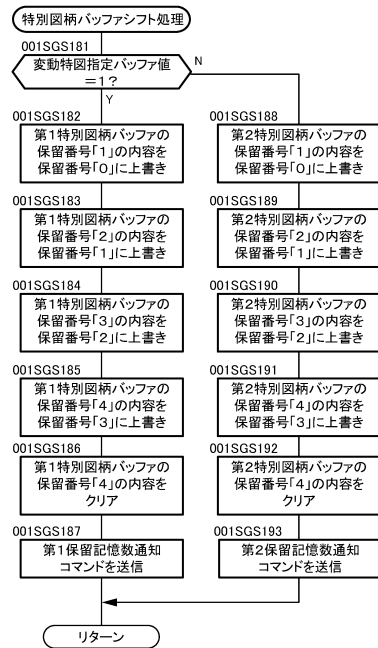 特別図柄バッファシフト処理
001SGS181
変動特図指定バッファ値
=1?
N
Y
001SGS182
第1特別図柄バッファの
保留番号「1」の内容を
保留番号「0」に上書き
001SGS183
第1特別図柄バッファの
保留番号「2」の内容を
保留番号「1」に上書き
001SGS184
第1特別図柄バッファの
保留番号「3」の内容を
保留番号「2」に上書き
001SGS185
第1特別図柄バッファの
保留番号「4」の内容を
保留番号「3」に上書き
001SGS186
第1特別図柄バッファの
保留番号「4」の内容を
クリア
001SGS187
第1保留記憶数通知
コマンドを送信
001SGS188
第2特別図柄バッファの
保留番号「1」の内容を
保留番号「0」に上書き
001SGS189
第2特別図柄バッファの
保留番号「2」の内容を
保留番号「1」に上書き
001SGS190
第2特別図柄バッファの
保留番号「3」の内容を
保留番号「2」に上書き
001SGS191
第2特別図柄バッファの
保留番号「4」の内容を
保留番号「3」に上書き
001SGS192
第2特別図柄バッファの
保留番号「4」の内容を
クリア
001SGS193
第2保留記憶数通知
コマンドを送信
リターン